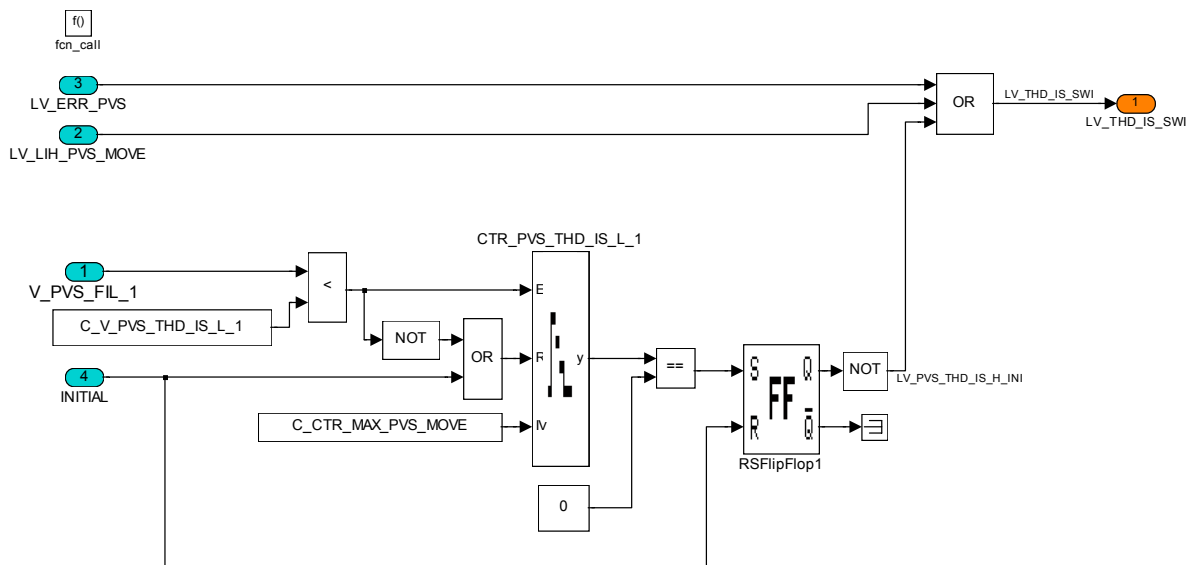 f()
fcn_call
3
LV_ERR_PVS
2
LV_LIH_PVS_MOVE
OR
LV_THD_IS_SWI
1
LV_THD_IS_SWI
CTR_PVS_THD_IS_L_1
1
V_PVS_FIL_1
<
C_V_PVS_THD_IS_L_1
E
NOT
OR
R
y
4
INITIAL
==
S
Q
FF
R
Q
NOT
LV_PVS_THD_IS_H_INI
C_CTR_MAX_PVS_MOVE
IV
RSFlipFlop1
0